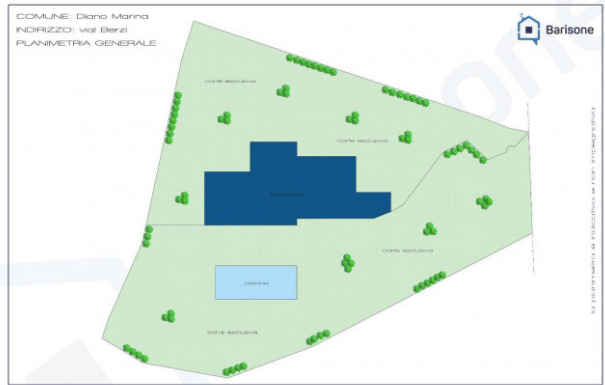 COMUNE: Diano Marina
INDIRIZZO: vial Berzi
PLANIMETRIA GENERALE
Barisone
corte esclusiva
corte esclusiva
corte esclusiva
piscina
corte esclusiva
la planimetria è indicativa e non impegnativa